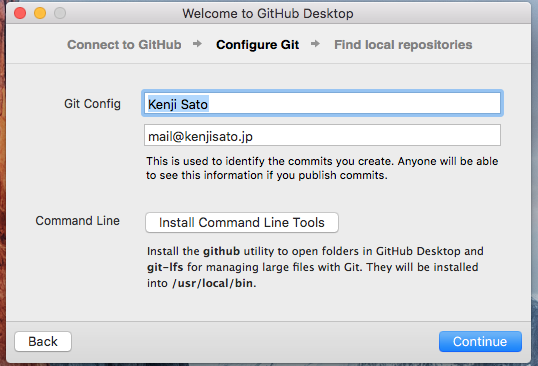 Welcome to GitHub Desktop
Connect to GitHub → Configure Git → Find local repositories
Git Config
Kenji Sato
mail@kenjisato.jp
This is used to identify the commits you create. Anyone will be able
to see this information if you publish commits.
Command Line
Install Command Line Tools
Install the github utility to open folders in GitHub Desktop and
git-lfs for managing large files with Git. They will be installed
into /usr/local/bin.
Back
Continue